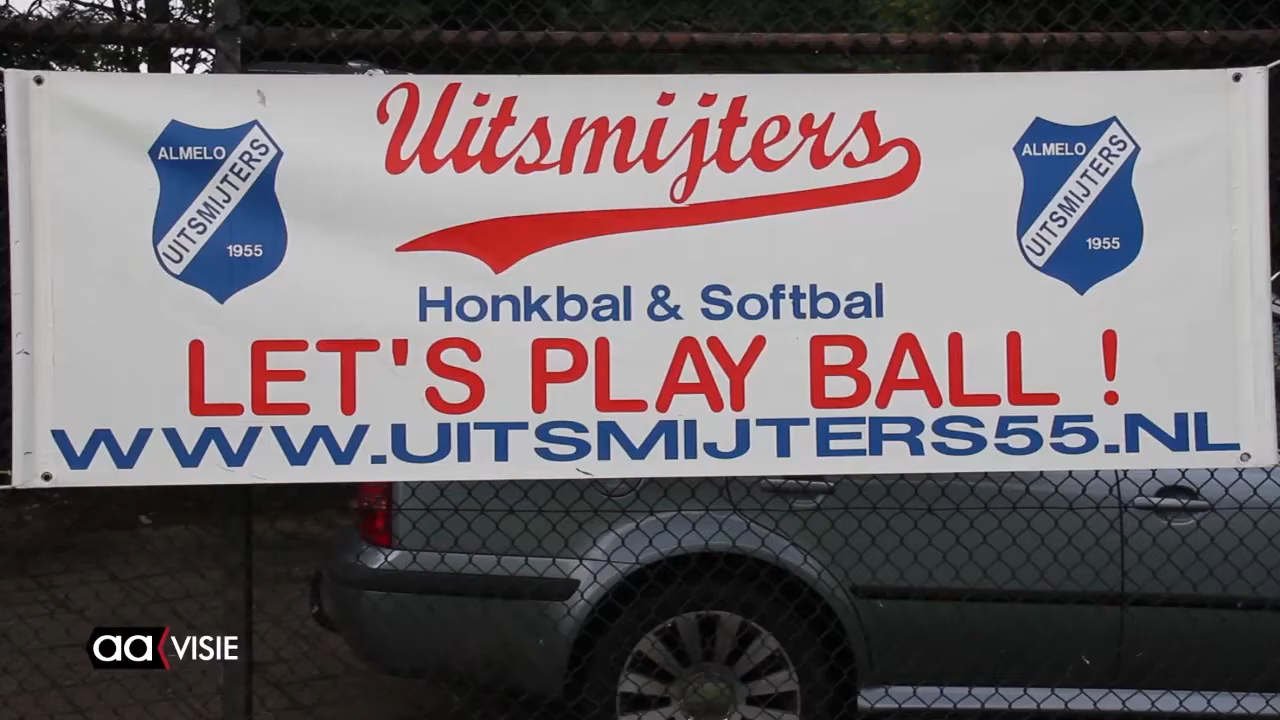 Uitsmijters
ALMELO
UITSMIJTERS
1955
ALMELO
UITSMIJTERS
1955
Honkbal & Softbal
LET'S PLAY BALL !
WWW.UITSMIJTERS55.NL
aa VISIE